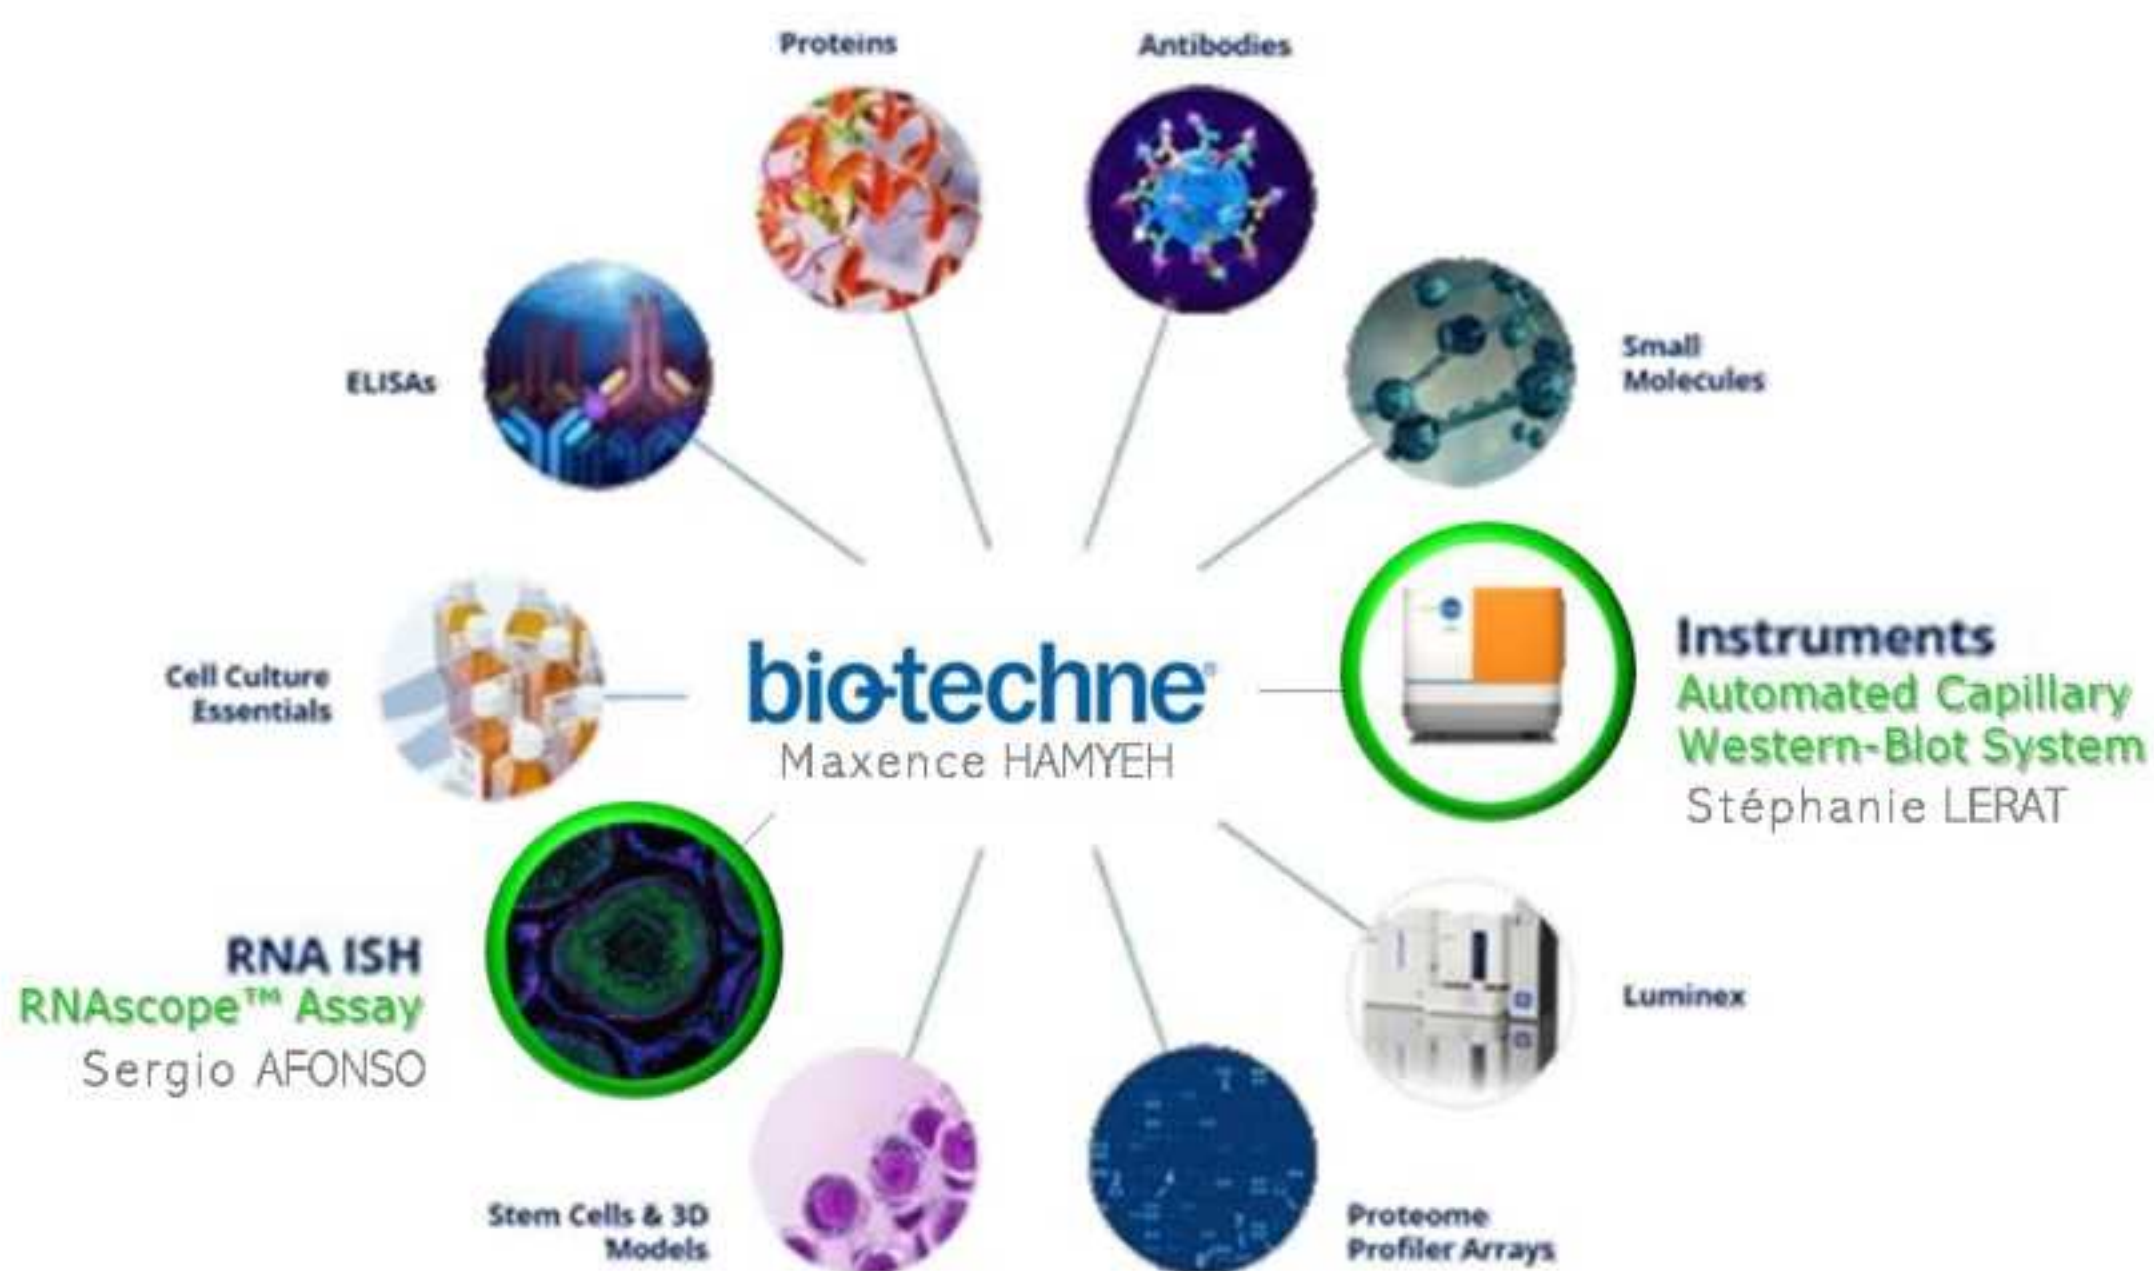 Proteins
Antibodies
ELISAs
Small
Molecules
Cell Culture
Essentials
bio-techne®
Maxence HAMYEH
Instruments
Automated Capillary
Western-Blot System
Stéphanie LERAT
RNA ISH
RNAscope™ Assay
Sergio AFONSO
Luminex
Stem Cells & 3D
Models
Proteome
Profiler Arrays